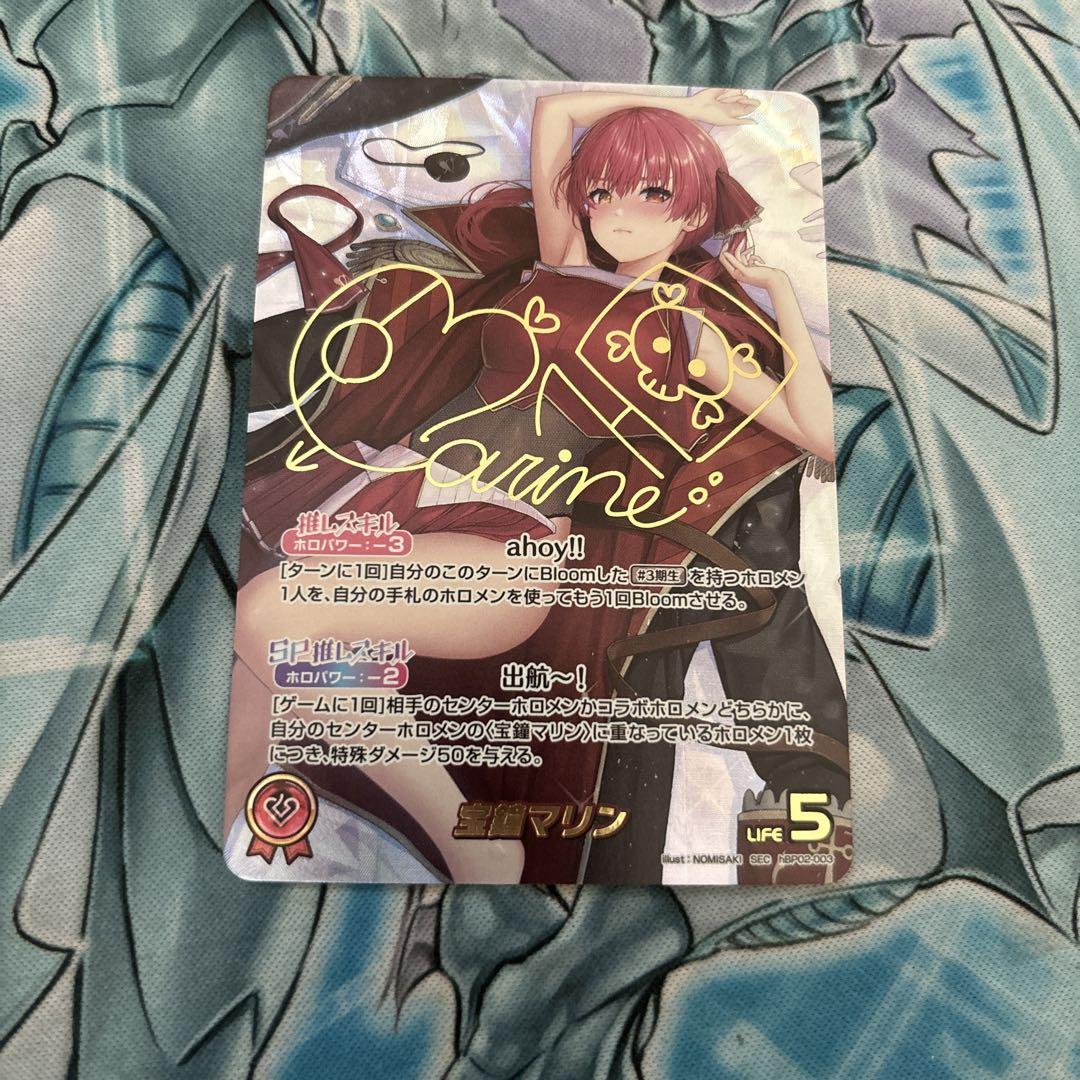 Marine
推しスキル
ホロパワー：－3
ahoy!!
[ターンに1回]自分のこのターンにBloomした #3期生 を持つホロメン
1人を、自分の手札のホロメンを使ってもう1回Bloomさせる。
SP推しスキル
ホロパワー：－2
出航～！
[ゲームに1回]相手のセンターホロメンかコラボホロメンどちらかに、
自分のセンターホロメンの〈宝鐘マリン〉に重なっているホロメン1枚
につき、特殊ダメージ50を与える。
宝鐘マリン
LIFE 5
illust：NOMISAKI SEC hBP02-003